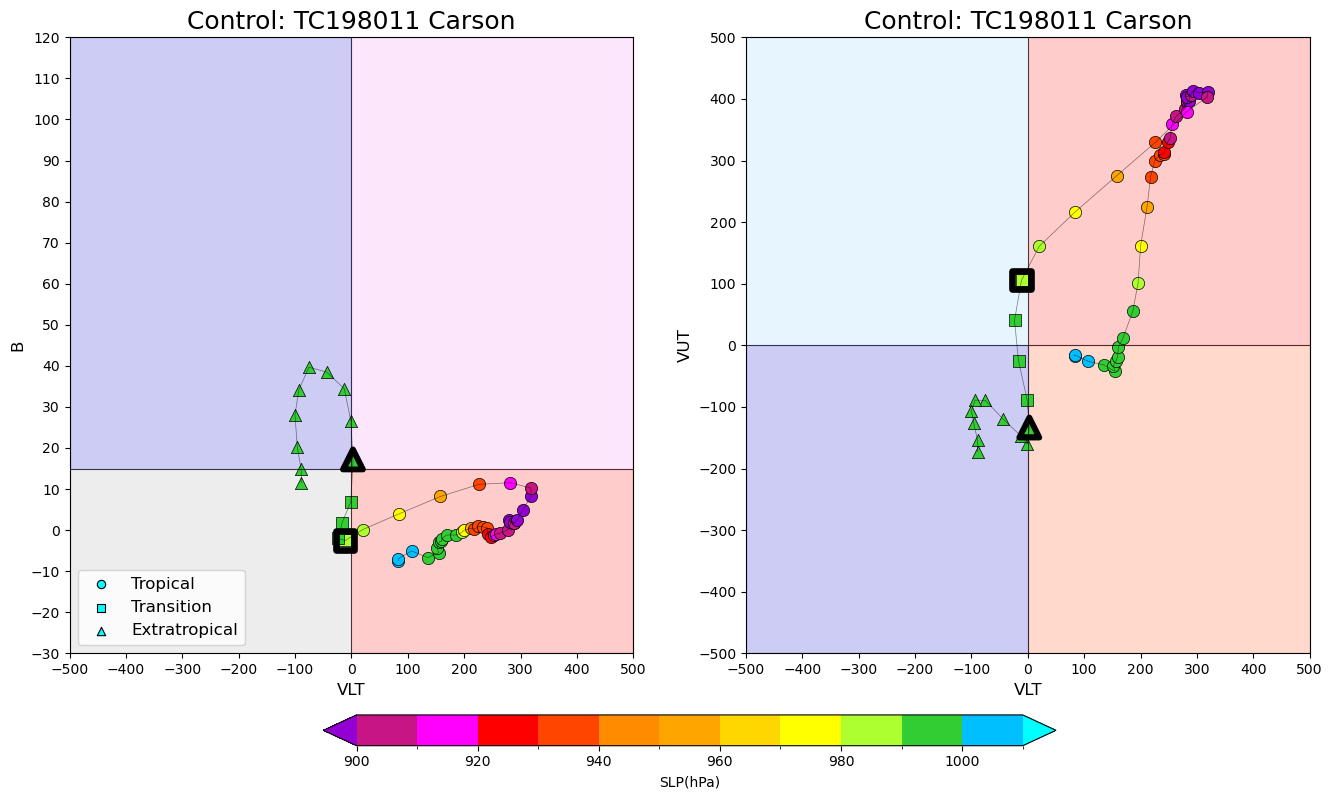 Control: TC198011 Carson
120
110
100
90
80
70
60
50
40
30
20
10
0
−10
−20
−30
B
Tropical
Transition
Extratropical
−500 −400 −300 −200 −100 0 100 200 300 400 500
VLT
Control: TC198011 Carson
500
400
300
200
100
0
−100
−200
−300
−400
−500
VUT
−500 −400 −300 −200 −100 0 100 200 300 400 500
VLT
900 920 940 960 980 1000
SLP(hPa)